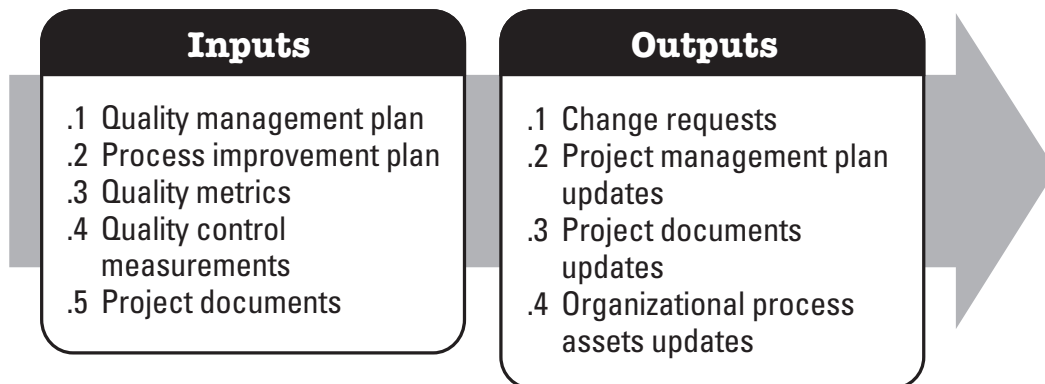 Inputs
.1 Quality management plan
.2 Process improvement plan
.3 Quality metrics
.4 Quality control
measurements
.5 Project documents
Outputs
.1 Change requests
.2 Project management plan
updates
.3 Project documents
updates
.4 Organizational process
assets updates